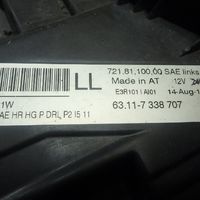 LL
721.81.100.00 SAE links
Made in AT 12V
E3R101 | AI01 14-Aug-1
1W
AE HR HG P DRL P2 I5 11
63.11-7 338 707